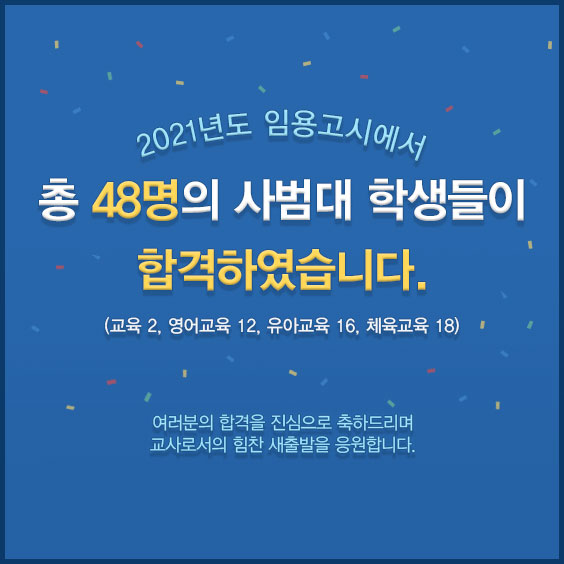 2021년도 임용고시에서
총 48명의 사범대 학생들이
합격하였습니다.
(교육 2, 영어교육 12, 유아교육 16, 체육교육 18)
여러분의 합격을 진심으로 축하드리며
교사로서의 힘찬 새출발을 응원합니다.